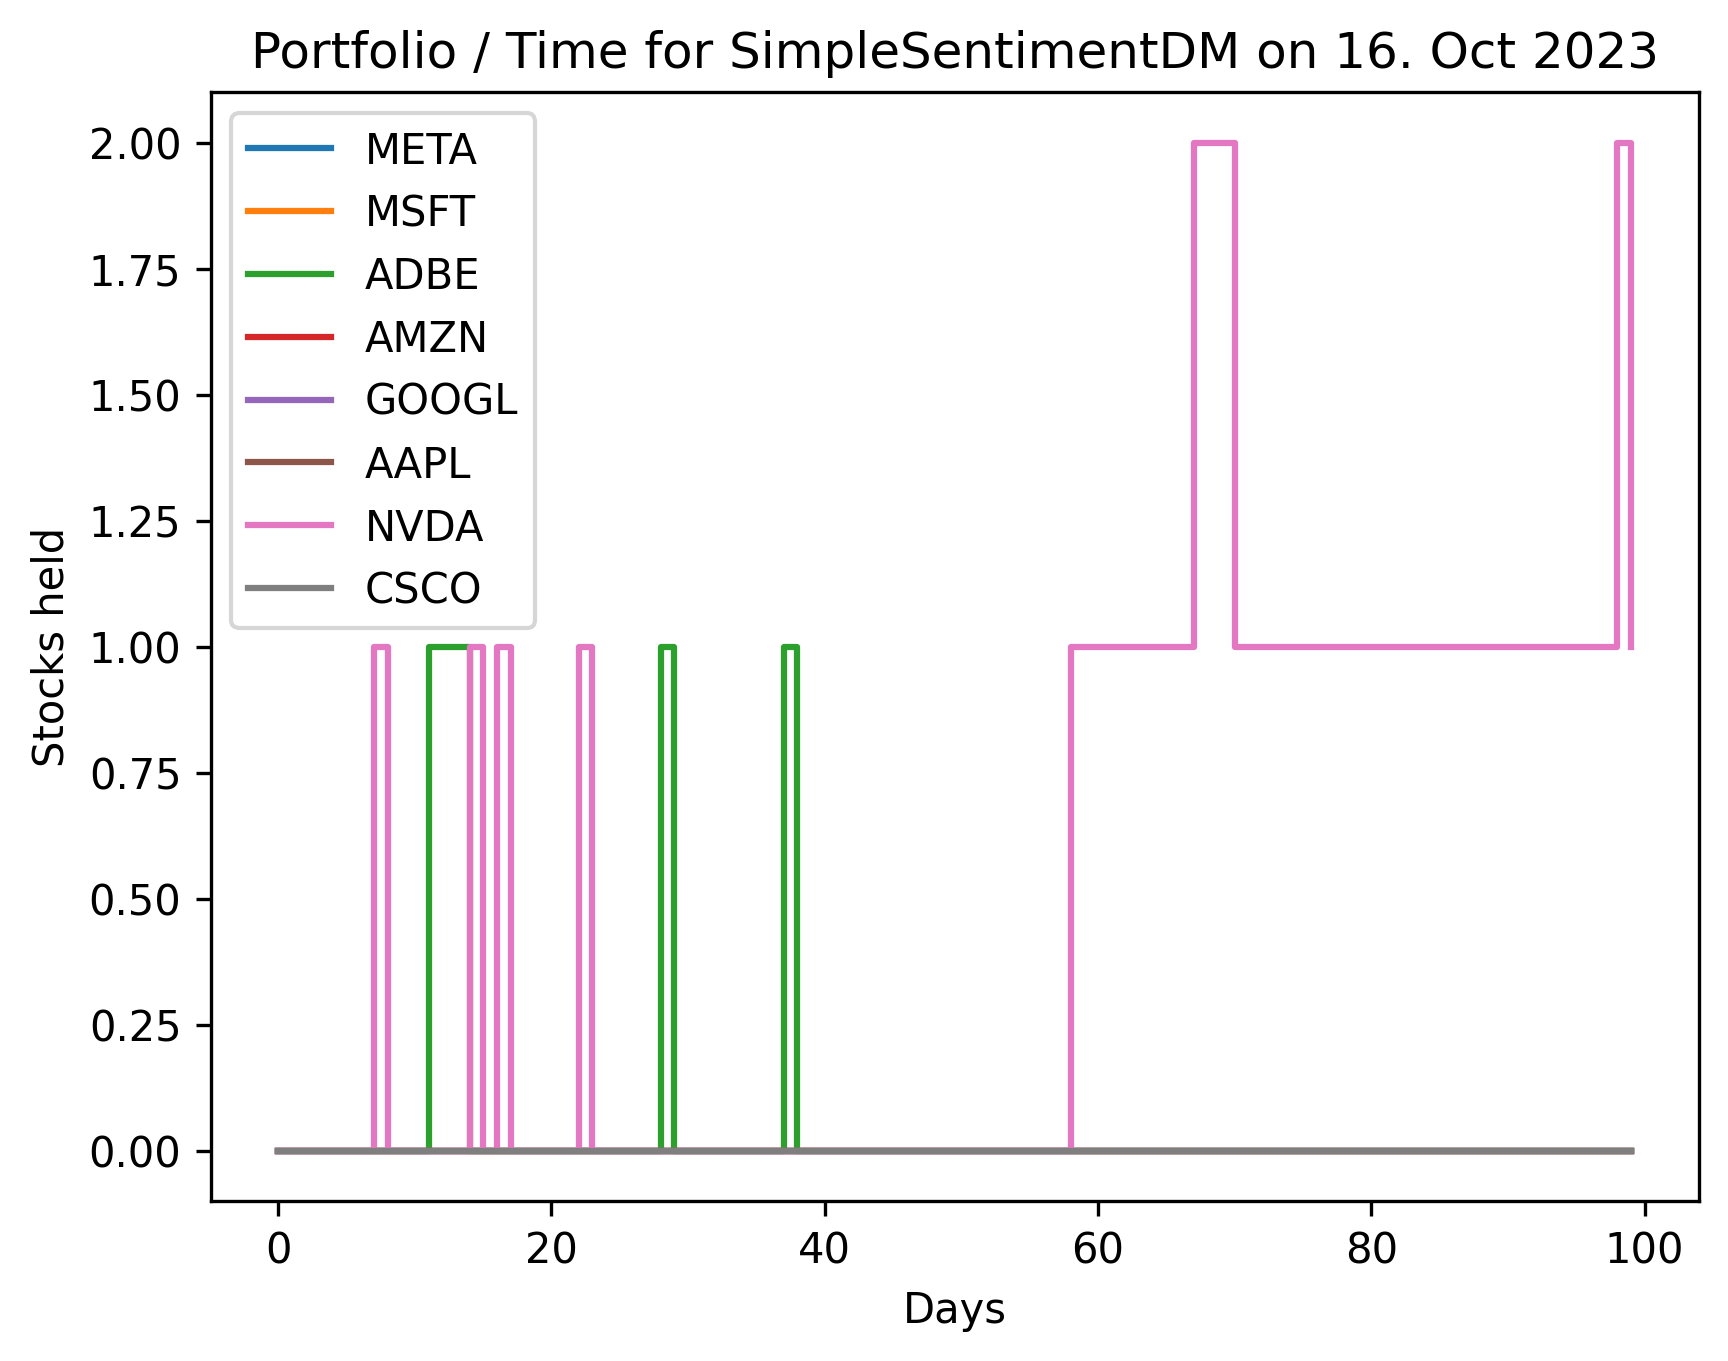 Portfolio / Time for SimpleSentimentDM on 16. Oct 2023
META
MSFT
ADBE
AMZN
GOOGL
AAPL
NVDA
CSCO
Stocks held
2.00
1.75
1.50
1.25
1.00
0.75
0.50
0.25
0.00
0 20 40 60 80 100
Days